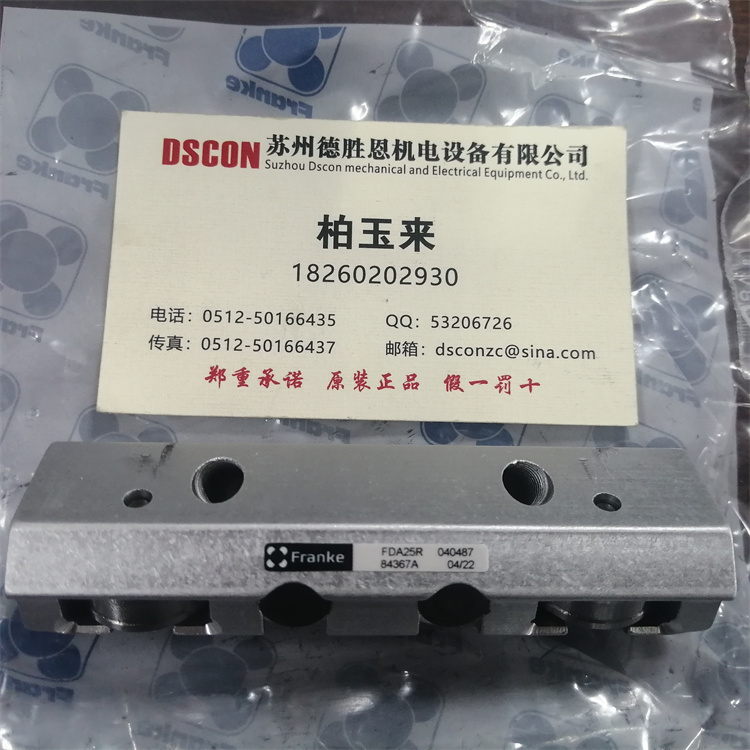 Franke
Franke
Franke
DSCON 苏州德胜恩机电设备有限公司
Suzhou Dscon mechanical and Electrical Equipment Co., Ltd.
柏玉来
18260202930
电话：0512-50166435 QQ：53206726
传真：0512-50166437 邮箱：dsconzc@sina.com
郑重承诺 原装正品 假一罚十
Franke FDA25R 040487
84367A 04/22